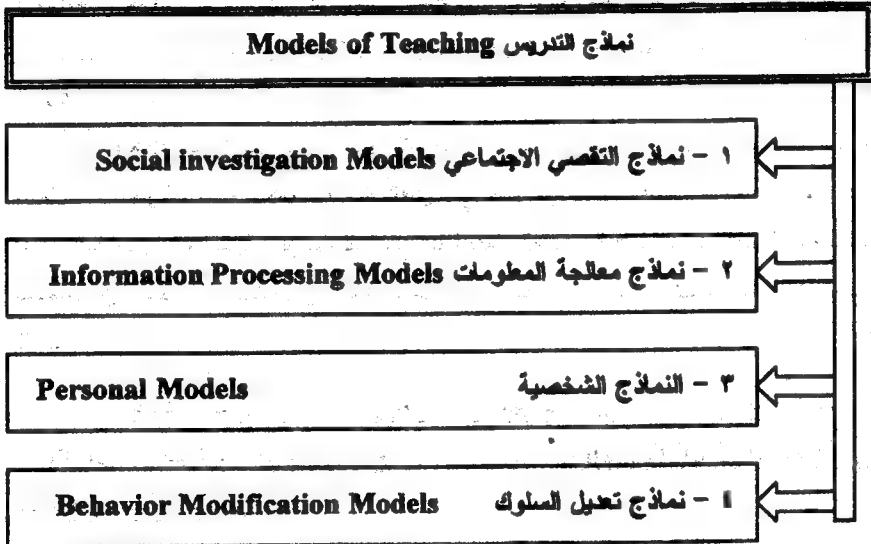 نماذج التدريس Models of Teaching
١ - نماذج التقصي الاجتماعي Social investigation Models
٢ - نماذج معالجة المعلومات Information Processing Models
٣ - النماذج الشخصية Personal Models
٤ - نماذج تعديل السلوك Behavior Modification Models